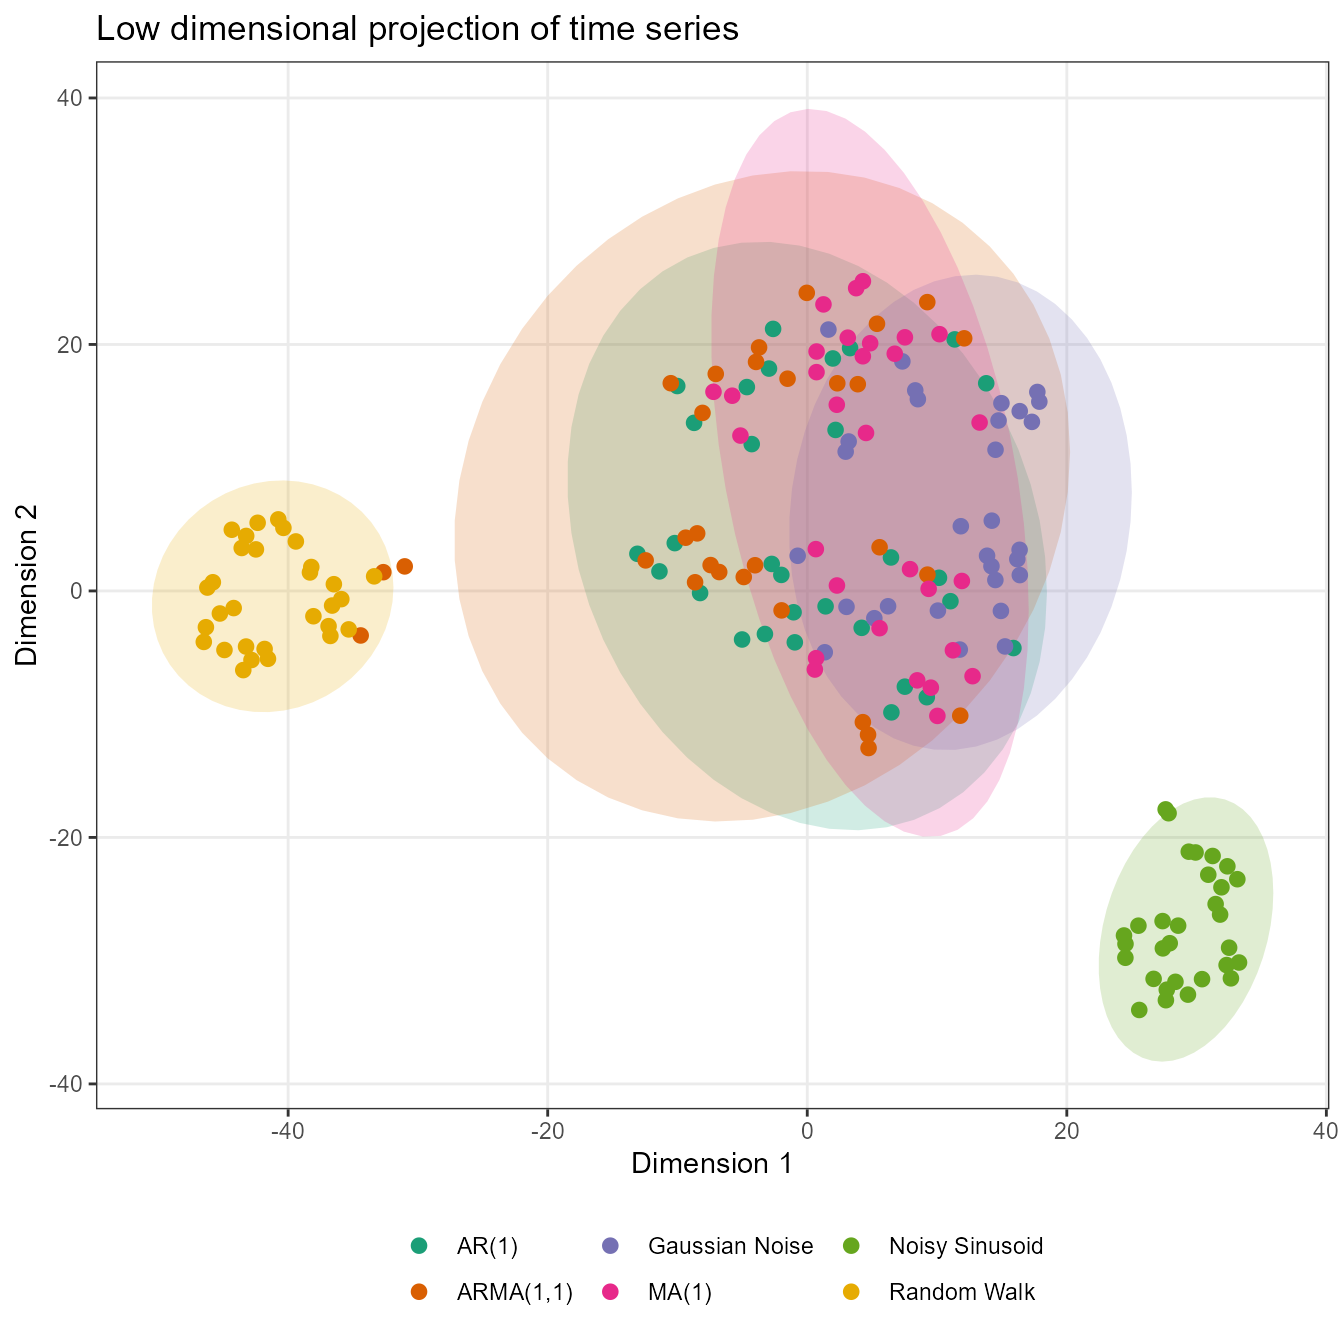 Low dimensional projection of time series
40
20
0
-20
-40
Dimension 2
-40 -20 0 20 40
Dimension 1
AR(1) Gaussian Noise Noisy Sinusoid
ARMA(1,1) MA(1) Random Walk